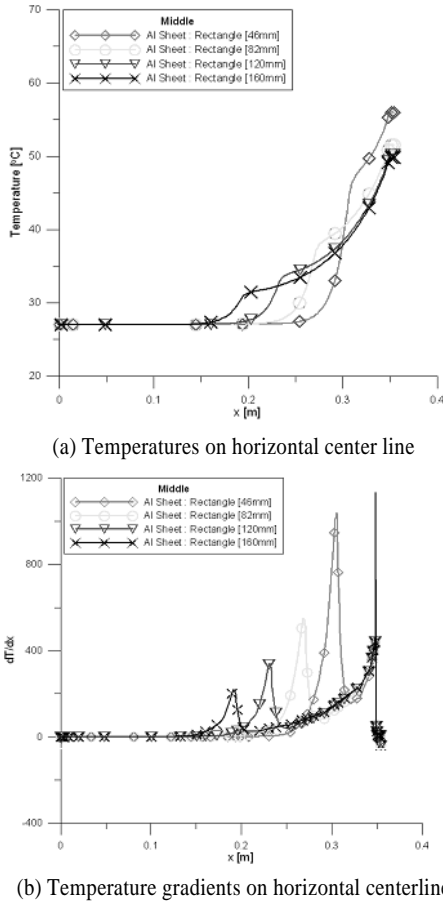 70
60
50
40
30
20
Temperature [ºC]
Middle
Al Sheet : Rectangle [46mm]
Al Sheet : Rectangle [82mm]
Al Sheet : Rectangle [120mm]
Al Sheet : Rectangle [160mm]
0 0.1 0.2 0.3 0.4
x [m]
(a) Temperatures on horizontal center line
1200
800
400
0
-400
dT/dx
Middle
Al Sheet : Rectangle [46mm]
Al Sheet : Rectangle [82mm]
Al Sheet : Rectangle [120mm]
Al Sheet : Rectangle [160mm]
0 0.1 0.2 0.3 0.4
x [m]
(b) Temperature gradients on horizontal centerline